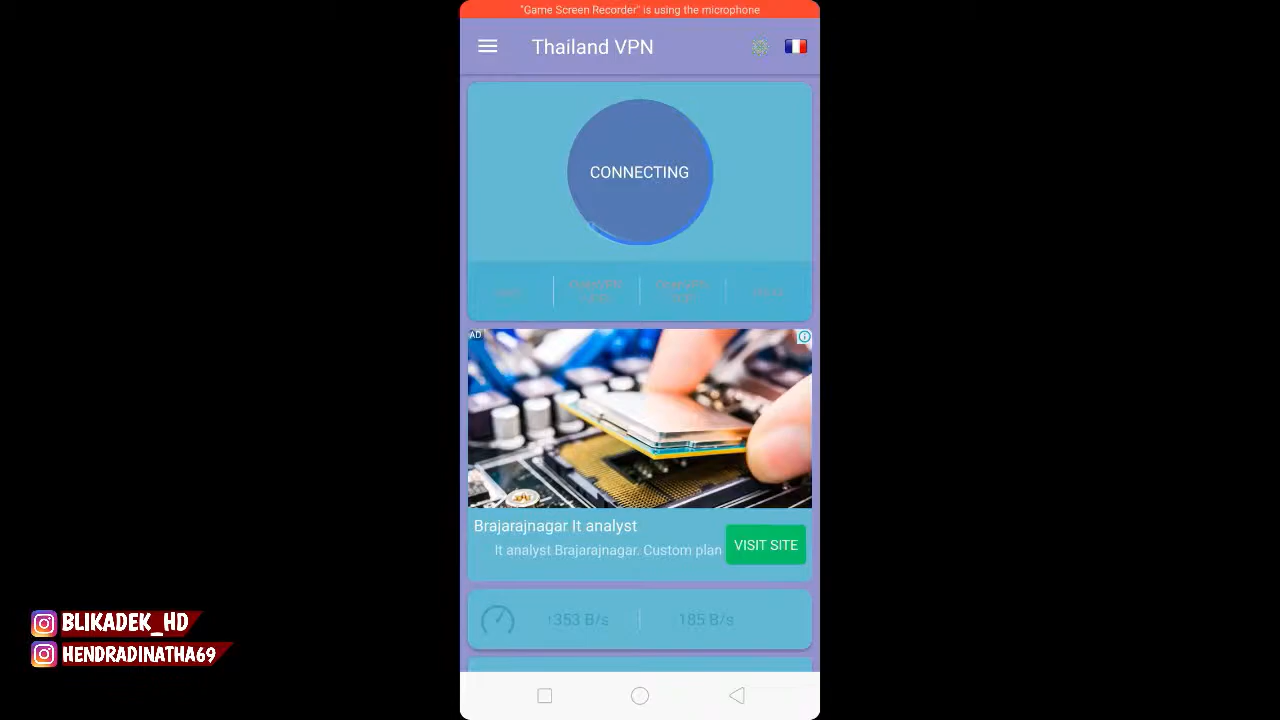 "Game Screen Recorder" is using the microphone
Thailand VPN
CONNECTING
AD
Brajarajnagar It analyst
It analyst Brajarajnagar. Custom plan
VISIT SITE
↑353 B/s
185 B/s
BLIKADEK_HD
HENDRADINATHA69